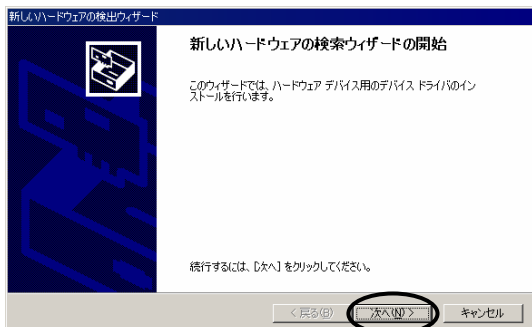 新しいハードウェアの検出ウィザード
新しいハードウェアの検索ウィザードの開始
このウィザードでは、ハードウェア デバイス用のデバイス ドライバのイン
ストールを行います。
続行するには、[次へ] をクリックしてください。
< 戻る(B)
次へ(N) >
キャンセル